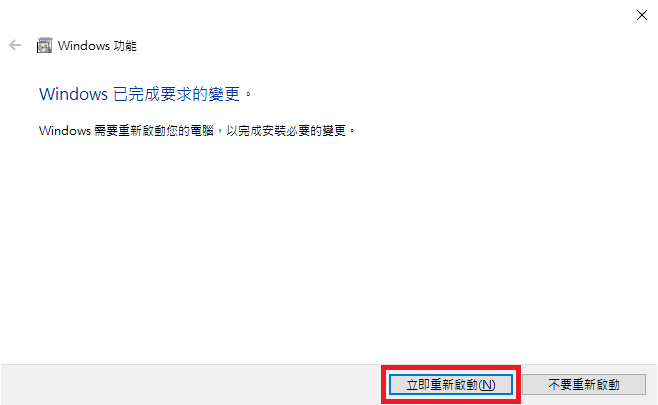 Windows 功能
Windows 已完成要求的變更。
Windows 需要重新啟動您的電腦，以完成安裝必要的變更。
立即重新啟動(N) 不要重新啟動